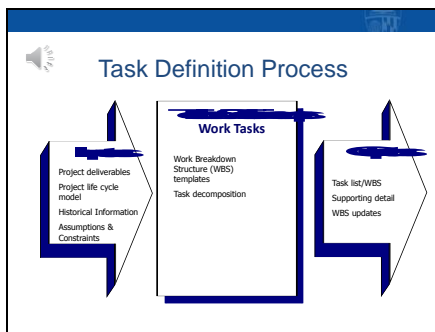 Task Definition Process
Project deliverables
Project life cycle
model
Historical Information
Assumptions &
Constraints
Work Tasks
Work Breakdown
Structure (WBS)
templates
Task decomposition
Task list/WBS
Supporting detail
WBS updates